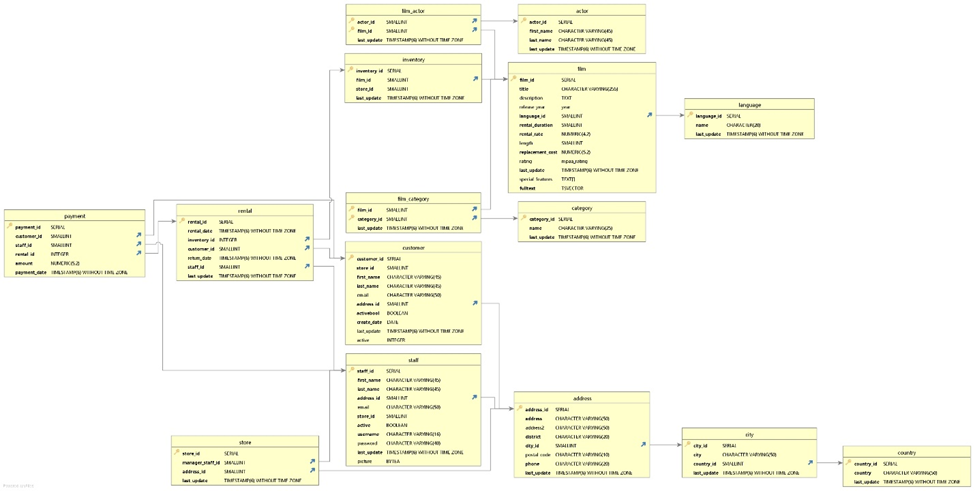 film_actor
actor_id SMALLINT
film_id SMALLINT
last_update TIMESTAMP(6) WITHOUT TIME ZONE
actor
actor_id SERIAL
first_name CHARACTER VARYING(45)
last_name CHARACTER VARYING(45)
last_update TIMESTAMP(6) WITHOUT TIME ZONE
inventory
inventory_id SERIAL
film_id SMALLINT
store_id SMALLINT
last_update TIMESTAMP(6) WITHOUT TIME ZONE
film
film_id SERIAL
title CHARACTER VARYING(255)
description TEXT
release_year year
language_id SMALLINT
rental_duration SMALLINT
rental_rate NUMERIC(4,2)
length SMALLINT
replacement_cost NUMERIC(5,2)
rating mpaa_rating
last_update TIMESTAMP(6) WITHOUT TIME ZONE
special_features TEXT[]
fulltext TSVECTOR
language
language_id SERIAL
name CHARACTER(20)
last_update TIMESTAMP(6) WITHOUT TIME ZONE
film_category
film_id SMALLINT
category_id SMALLINT
last_update TIMESTAMP(6) WITHOUT TIME ZONE
category
category_id SERIAL
name CHARACTER VARYING(25)
last_update TIMESTAMP(6) WITHOUT TIME ZONE
payment
payment_id SERIAL
customer_id SMALLINT
staff_id SMALLINT
rental_id INTEGER
amount NUMERIC(5,2)
payment_date TIMESTAMP(6) WITHOUT TIME ZONE
rental
rental_id SERIAL
rental_date TIMESTAMP(6) WITHOUT TIME ZONE
inventory_id INTEGER
customer_id SMALLINT
return_date TIMESTAMP(6) WITHOUT TIME ZONE
staff_id SMALLINT
last_update TIMESTAMP(6) WITHOUT TIME ZONE
customer
customer_id SERIAL
store_id SMALLINT
first_name CHARACTER VARYING(45)
last_name CHARACTER VARYING(45)
email CHARACTER VARYING(50)
address_id SMALLINT
activebool BOOLEAN
create_date DATE
last_update TIMESTAMP(6) WITHOUT TIME ZONE
active INTEGER
staff
staff_id SERIAL
first_name CHARACTER VARYING(45)
last_name CHARACTER VARYING(45)
address_id SMALLINT
email CHARACTER VARYING(50)
store_id SMALLINT
active BOOLEAN
username CHARACTER VARYING(16)
password CHARACTER VARYING(40)
last_update TIMESTAMP(6) WITHOUT TIME ZONE
picture BYTEA
store
store_id SERIAL
manager_staff_id SMALLINT
address_id SMALLINT
last_update TIMESTAMP(6) WITHOUT TIME ZONE
address
address_id SERIAL
address CHARACTER VARYING(50)
address2 CHARACTER VARYING(50)
district CHARACTER VARYING(20)
city_id SMALLINT
postal_code CHARACTER VARYING(10)
phone CHARACTER VARYING(20)
last_update TIMESTAMP(6) WITHOUT TIME ZONE
city
city_id SERIAL
city CHARACTER VARYING(50)
country_id SMALLINT
last_update TIMESTAMP(6) WITHOUT TIME ZONE
country
country_id SERIAL
country CHARACTER VARYING(50)
last_update TIMESTAMP(6) WITHOUT TIME ZONE